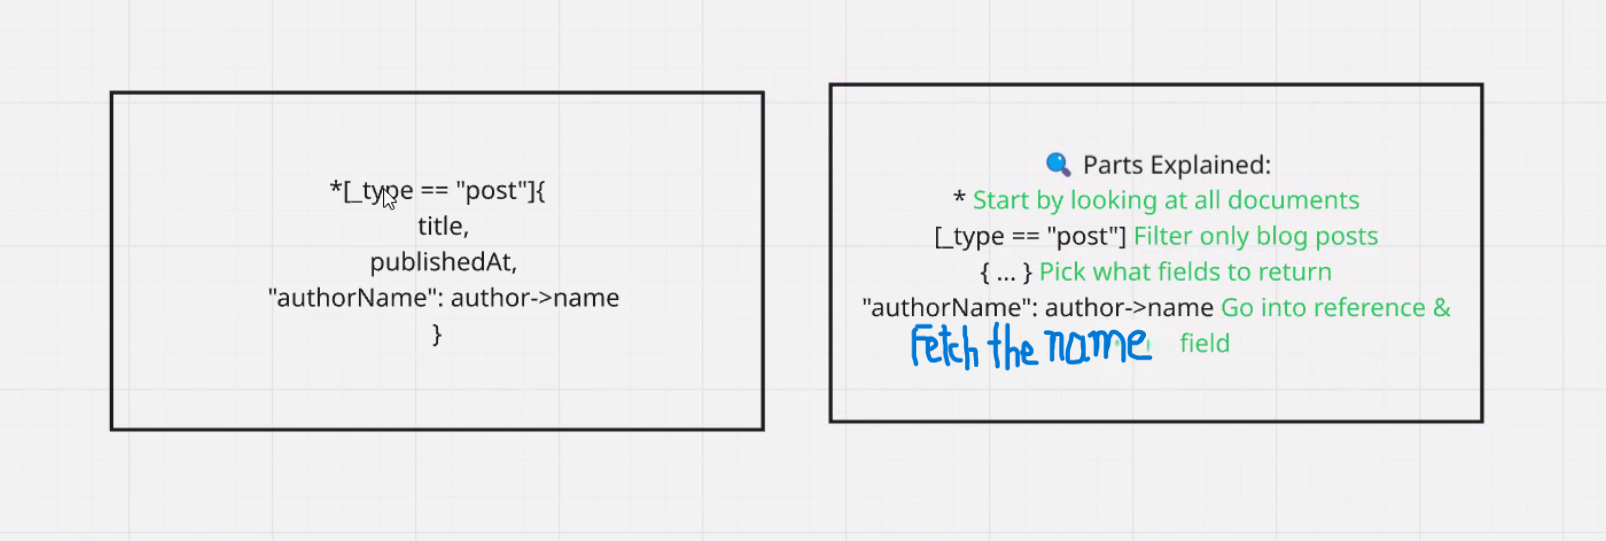 *[_type == "post"]{
title,
publishedAt,
"authorName": author->name
}
🔍 Parts Explained:
* Start by looking at all documents
[_type == "post"] Filter only blog posts
{ ... } Pick what fields to return
"authorName": author->name Go into reference &
Fetch the name field